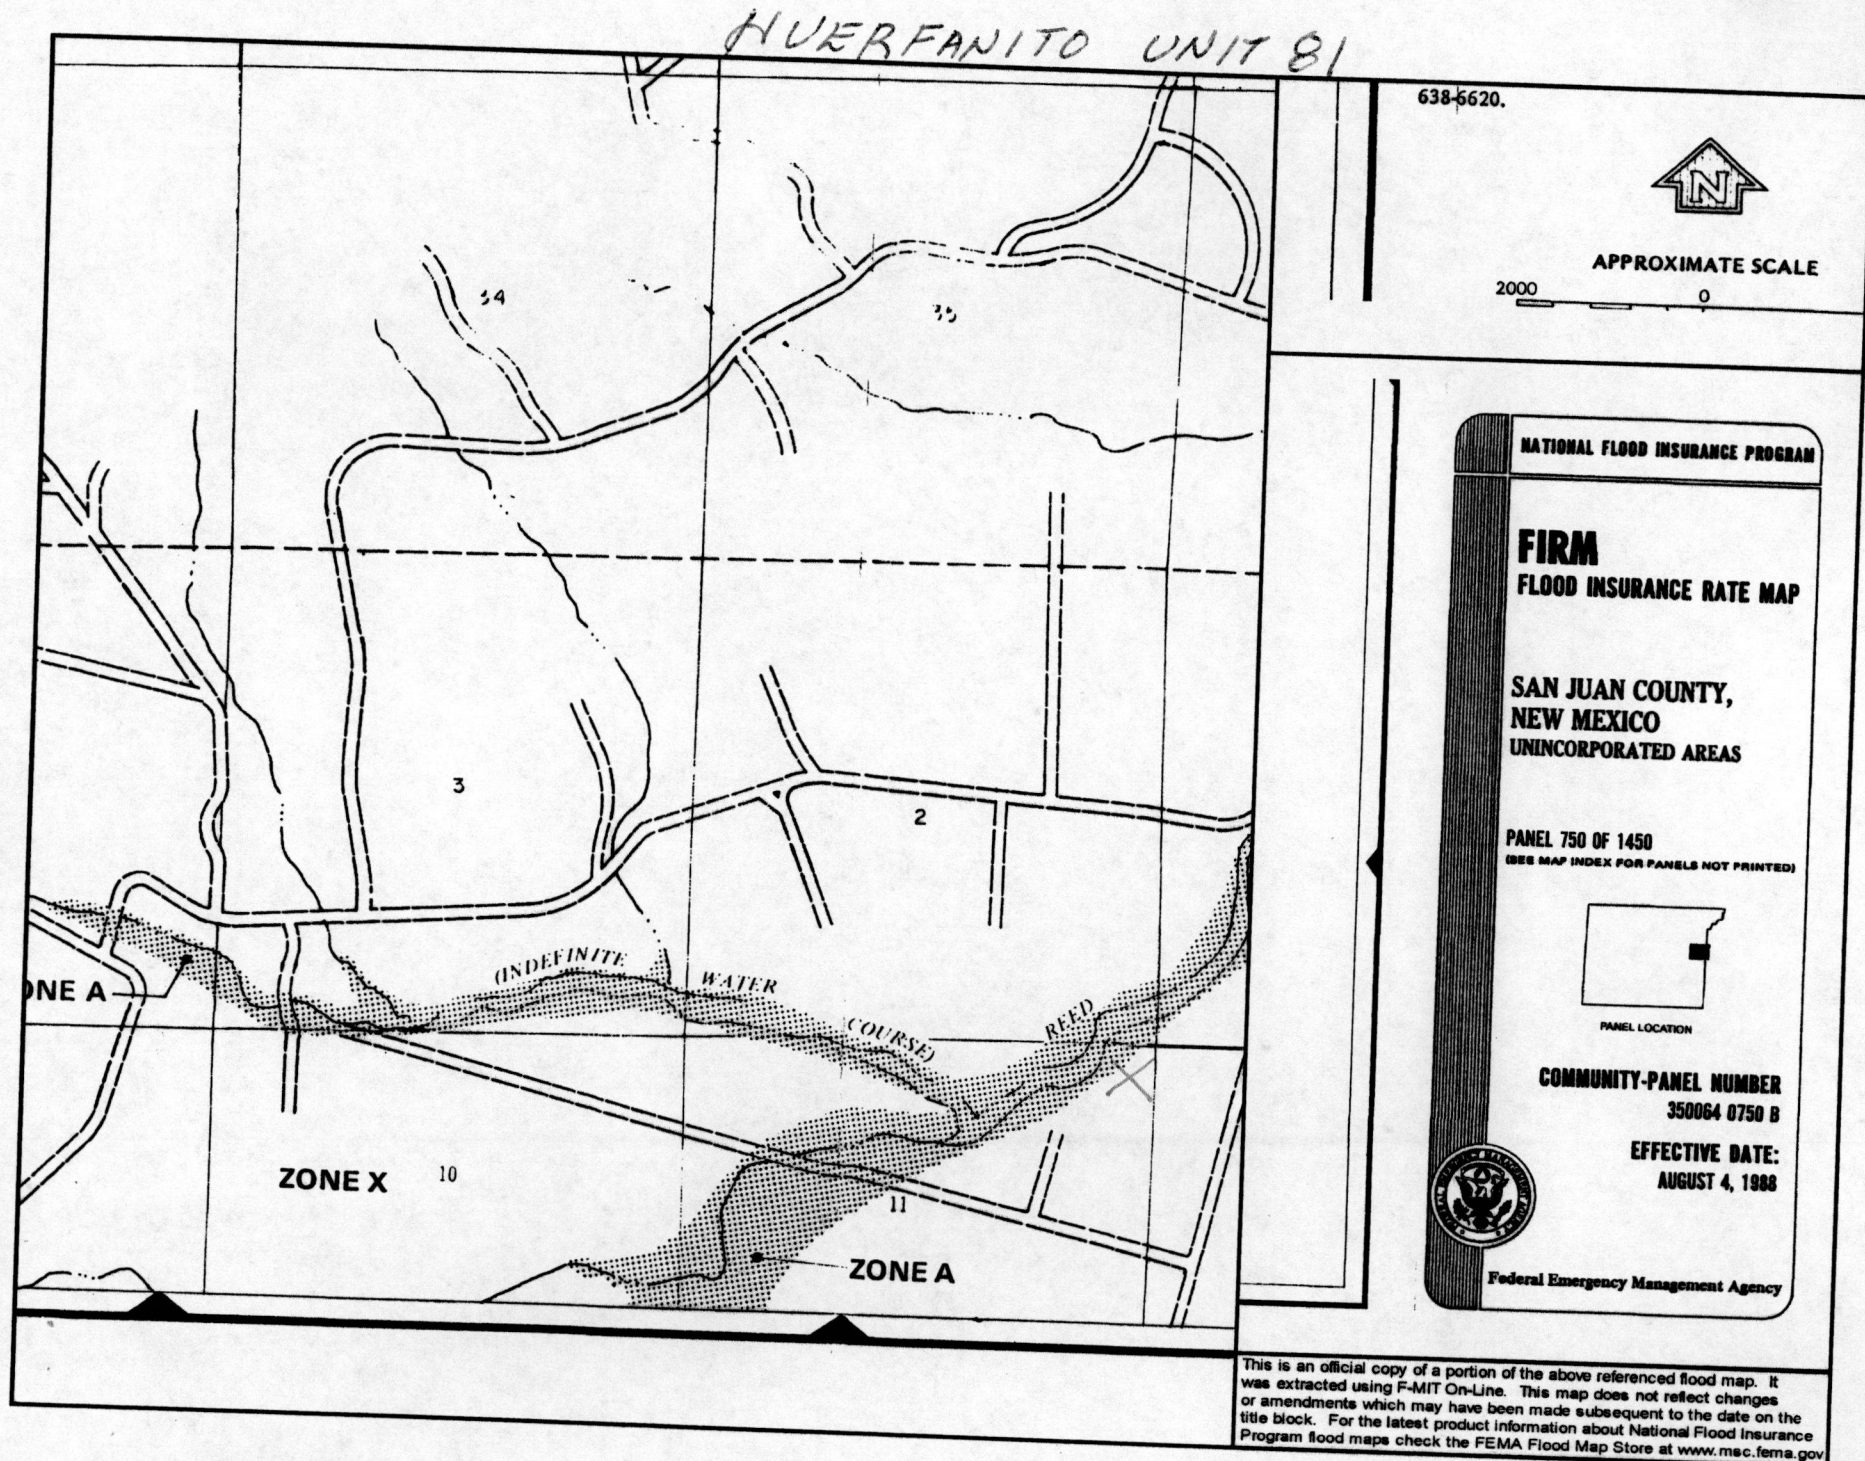 HUERFANITO UNIT 81
638-6620.
N
APPROXIMATE SCALE
2000 0
34
35
3
2
(INDEFINITE WATER COURSE)
REED
ONE A
ZONE X
10
11
ZONE A
NATIONAL FLOOD INSURANCE PROGRAM
FIRM
FLOOD INSURANCE RATE MAP
SAN JUAN COUNTY,
NEW MEXICO
UNINCORPORATED AREAS
PANEL 750 OF 1450
(SEE MAP INDEX FOR PANELS NOT PRINTED)
PANEL LOCATION
COMMUNITY-PANEL NUMBER
350064 0750 B
EFFECTIVE DATE:
AUGUST 4, 1988
Federal Emergency Management Agency
This is an official copy of a portion of the above referenced flood map. It
was extracted using F-MIT On-Line. This map does not reflect changes
or amendments which may have been made subsequent to the date on the
title block. For the latest product information about National Flood Insurance
Program flood maps check the FEMA Flood Map Store at www.msc.fema.gov